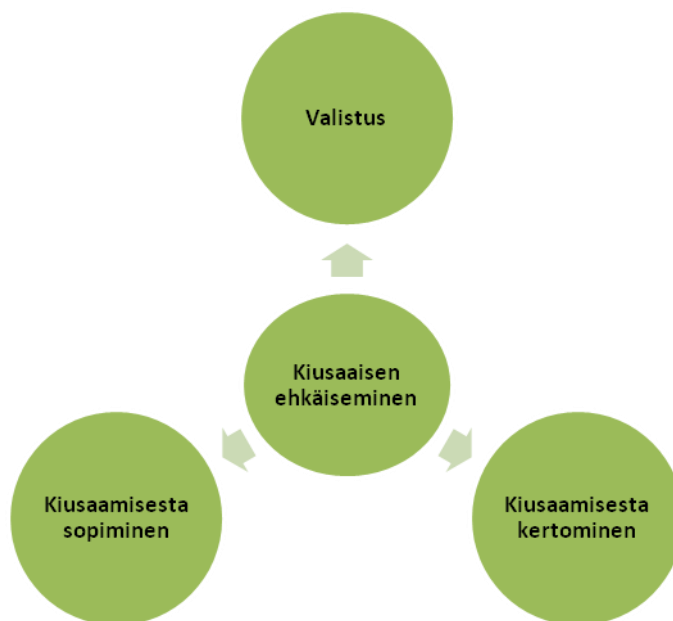 Valistus
Kiusaaisen
ehkäiseminen
Kiusaamisesta
sopiminen
Kiusaamisesta
kertominen